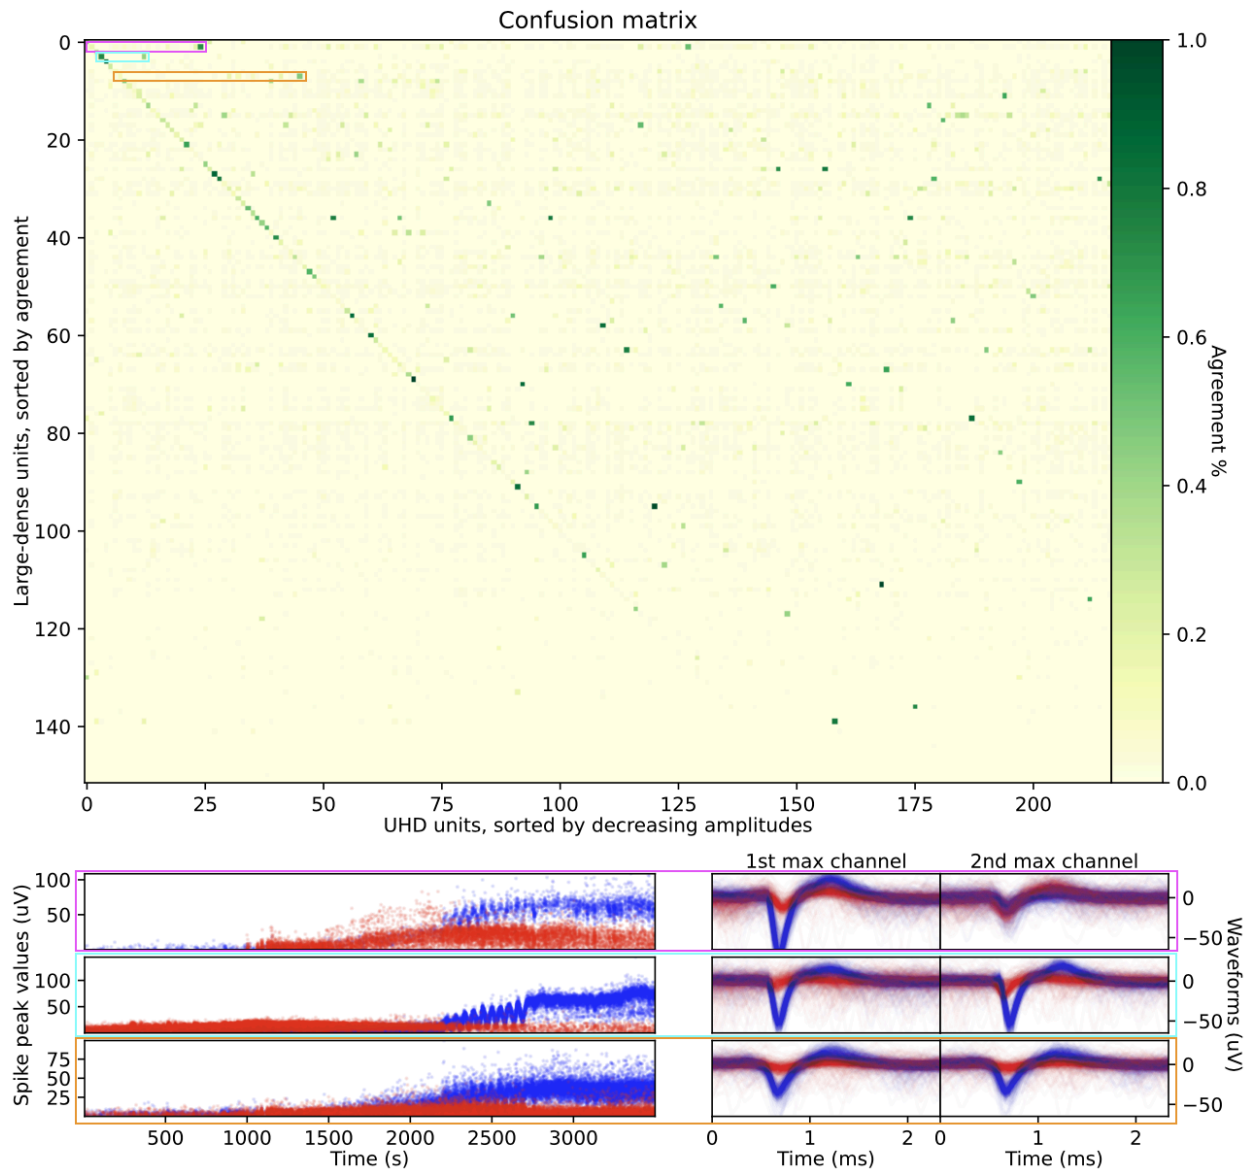 Confusion matrix
0
20
40
60
80
100
120
140
Large-dense units, sorted by agreement
0 25 50 75 100 125 150 175 200
UHD units, sorted by decreasing amplitudes
1.0
0.8
0.6
0.4
0.2
0.0
Agreement %
1st max channel 2nd max channel
100
50
100
50
75
50
25
Spike peak values (uV)
0
−50
0
−50
0
−50
Waveforms (uV)
500 1000 1500 2000 2500 3000
Time (s)
0 1 2 0 1 2
Time (ms) Time (ms)